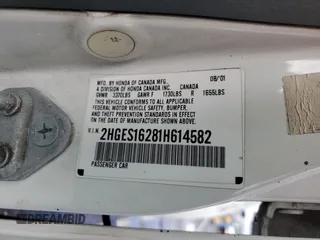 MFD. BY HONDA OF CANADA MFG. 08/01
A DIVISION OF HONDA CANADA INC. CANADA
GVWR 3370LBS GAWR F 1730LBS R 1655LBS
THIS VEHICLE CONFORMS TO ALL APPLICABLE
FEDERAL MOTOR VEHICLE SAFETY, BUMPER,
AND THEFT PREVENTION STANDARDS IN
EFFECT ON THE DATE OF MANUFACTURE
SHOWN ABOVE.
V.I.N. 2HGES16281H614582
PASSENGER CAR
DREAMBID